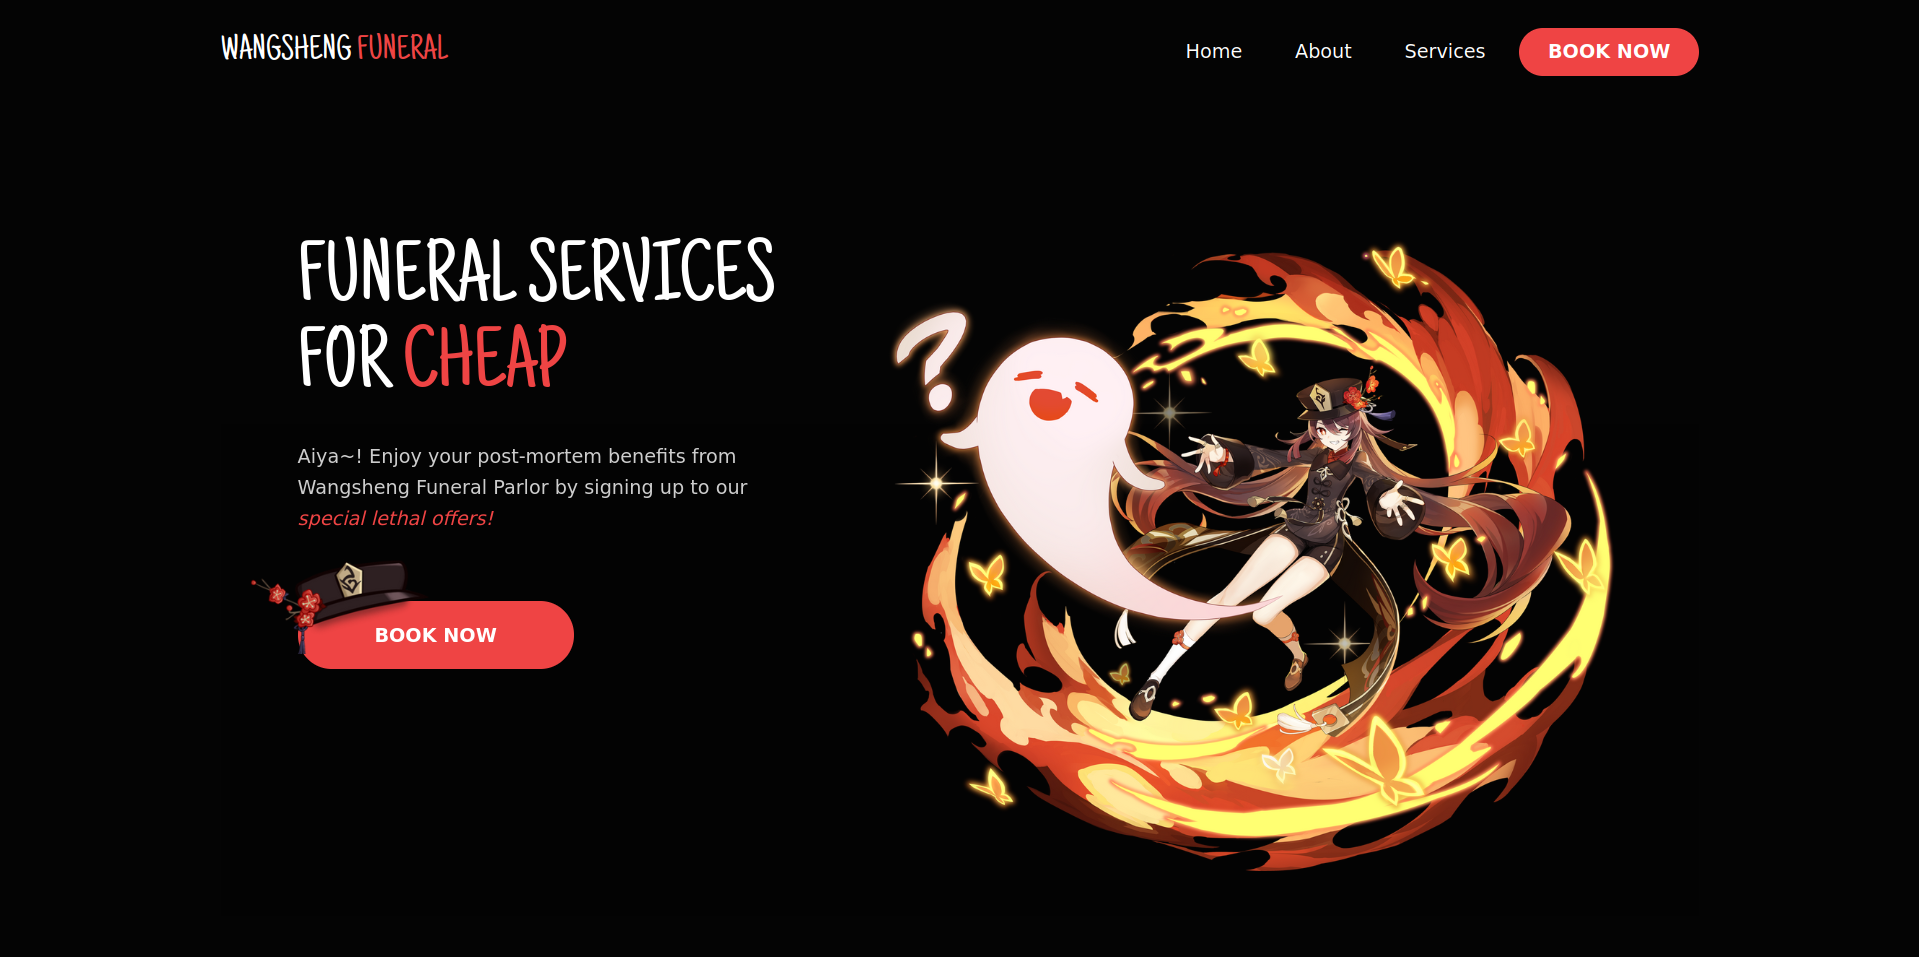 WANGSHENG FUNERAL
Home About Services BOOK NOW
FUNERAL SERVICES
FOR CHEAP
Aiya~! Enjoy your post-mortem benefits from
Wangsheng Funeral Parlor by signing up to our
special lethal offers!
BOOK NOW
?